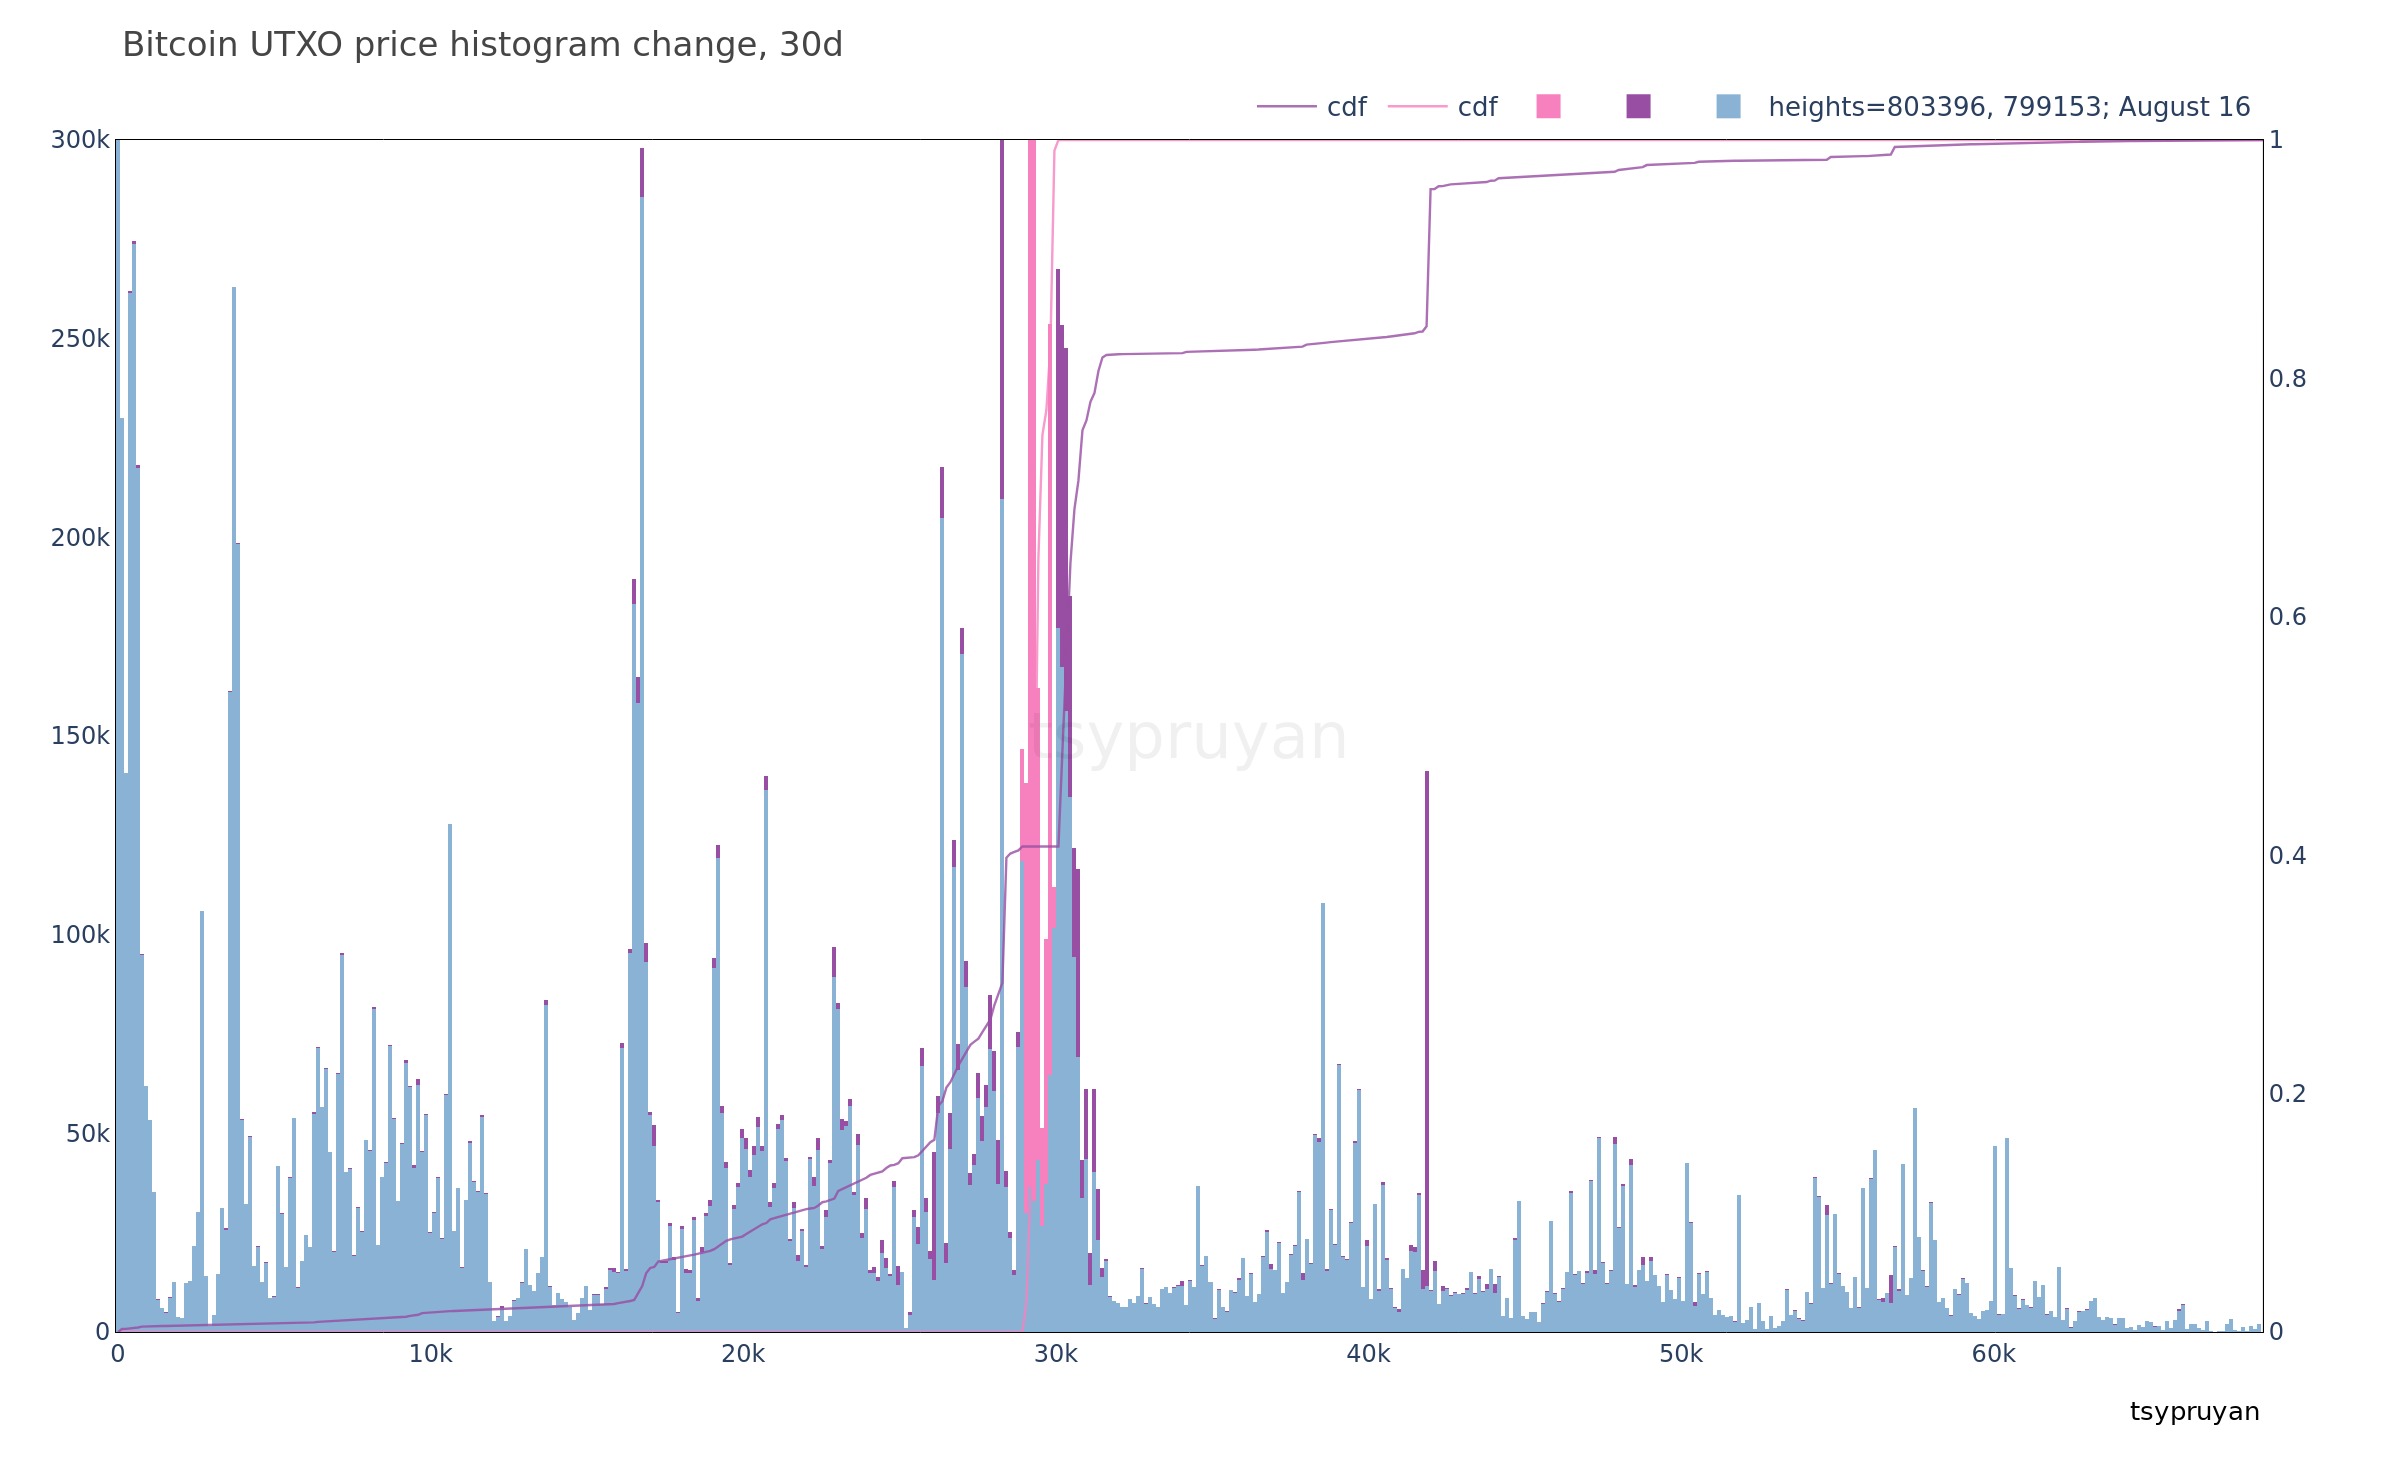 Bitcoin UTXO price histogram change, 30d
cdf cdf heights=803396, 799153; August 16
300k 1
250k
0.8
200k
0.6
150k
tsypruyan
100k
0.4
50k
0.2
0 0
0 10k 20k 30k 40k 50k 60k
tsypruyan